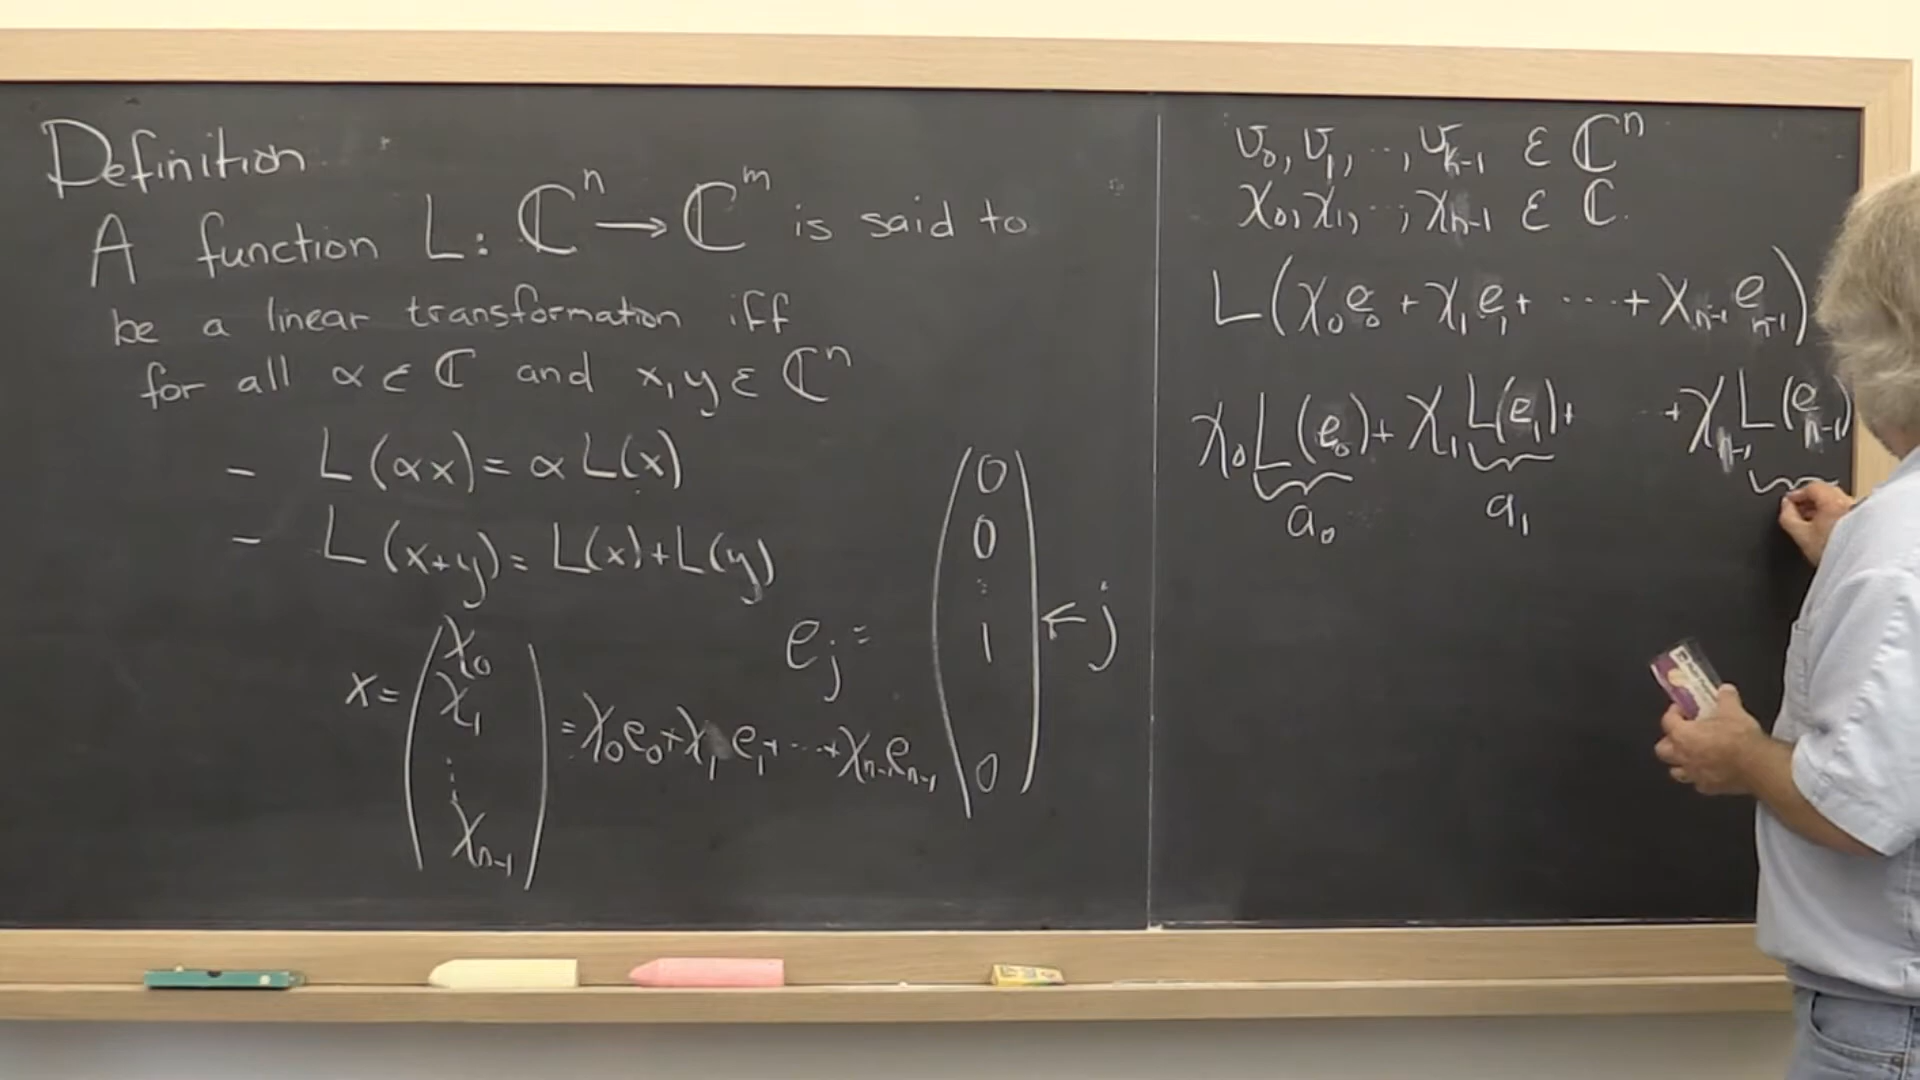 Definition
A function L: ℂⁿ → ℂᵐ is said to
be a linear transformation iff
for all α ∈ ℂ and x, y ∈ ℂⁿ
- L(αx) = α L(x)
- L(x+y) = L(x) + L(y)
x = (χ₀ χ₁ ⋮ χₙ₋₁) = χ₀e₀ + χ₁e₁ + ⋯ + χₙ₋₁eₙ₋₁
eⱼ = (0 0 ⋮ 1 0) ← j
v₀, v₁, ⋯, vₖ₋₁ ∈ ℂⁿ
χ₀, χ₁, ⋯, χₙ₋₁ ∈ ℂ.
L(χ₀e₀ + χ₁e₁ + ⋯ + χₙ₋₁eₙ₋₁)
χ₀L(e₀) + χ₁L(e₁) + ⋯ + χₙ₋₁L(eₙ₋₁)
a₀ a₁